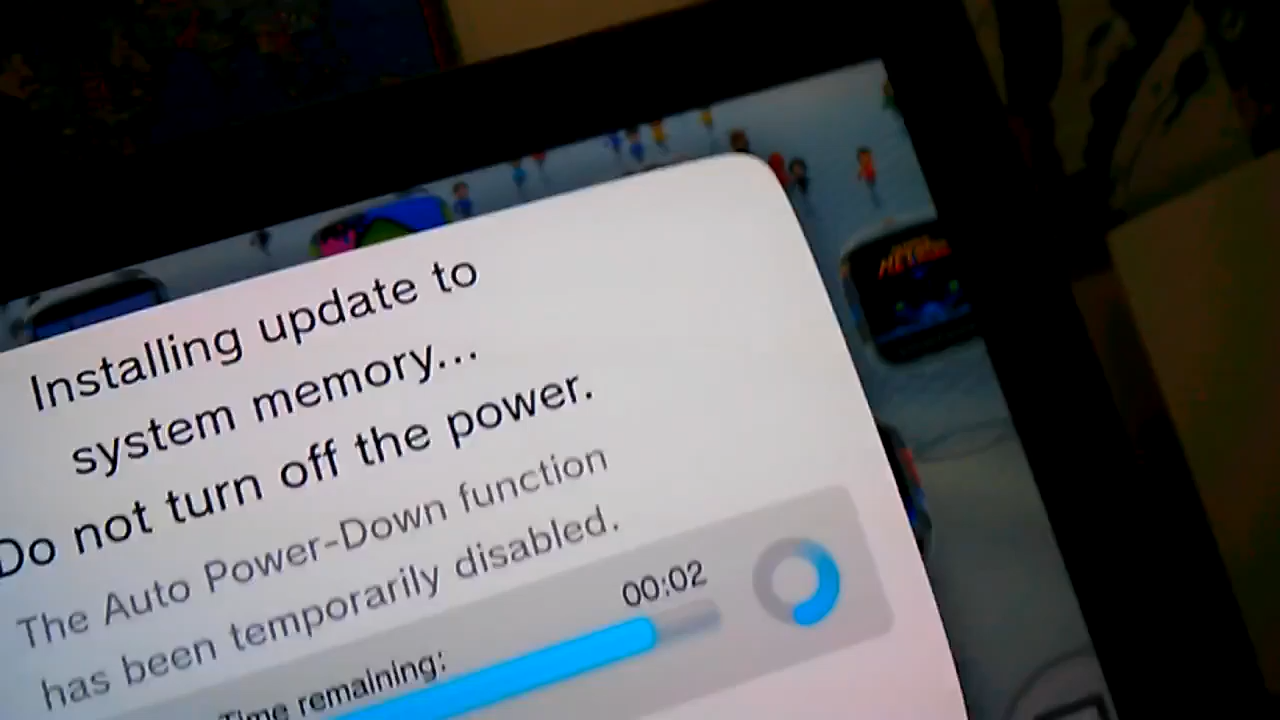 Installing update to
system memory...
Do not turn off the power.
The Auto Power-Down function
has been temporarily disabled.
00:02
Time remaining: